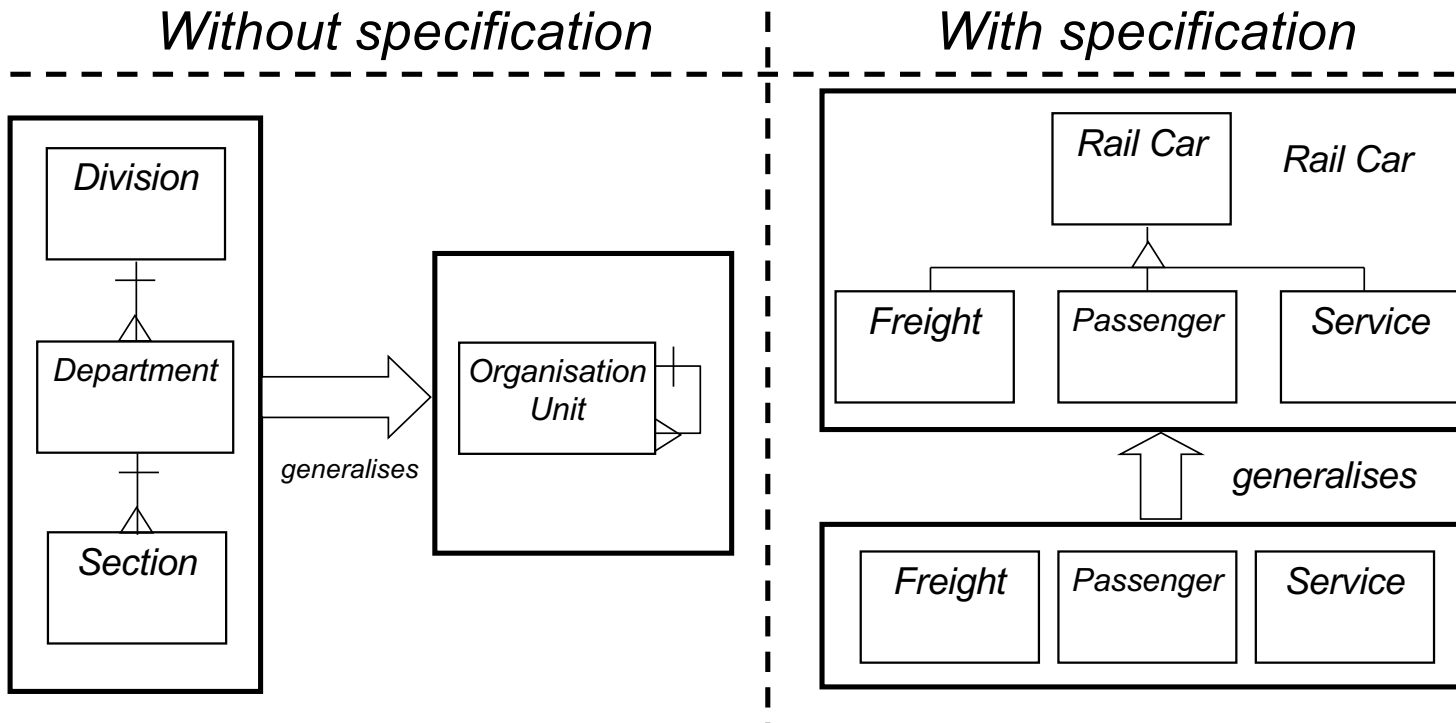 Without specification
With specification
Division
Department
Section
generalises
Organisation
Unit
Rail Car
Rail Car
Freight
Passenger
Service
generalises
Freight
Passenger
Service